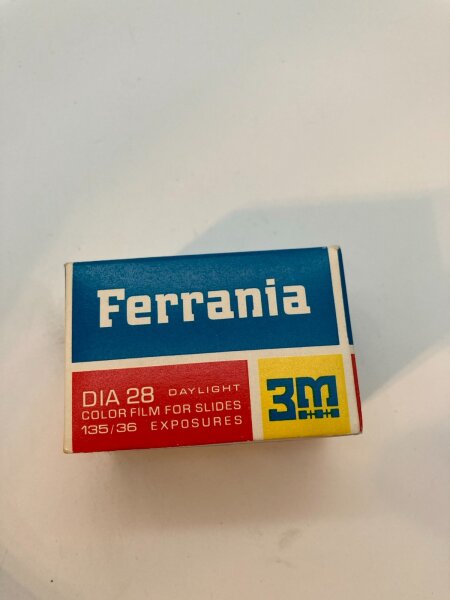 Ferrania
DIA 28 DAYLIGHT
COLOR FILM FOR SLIDES
135/36 EXPOSURES
3M